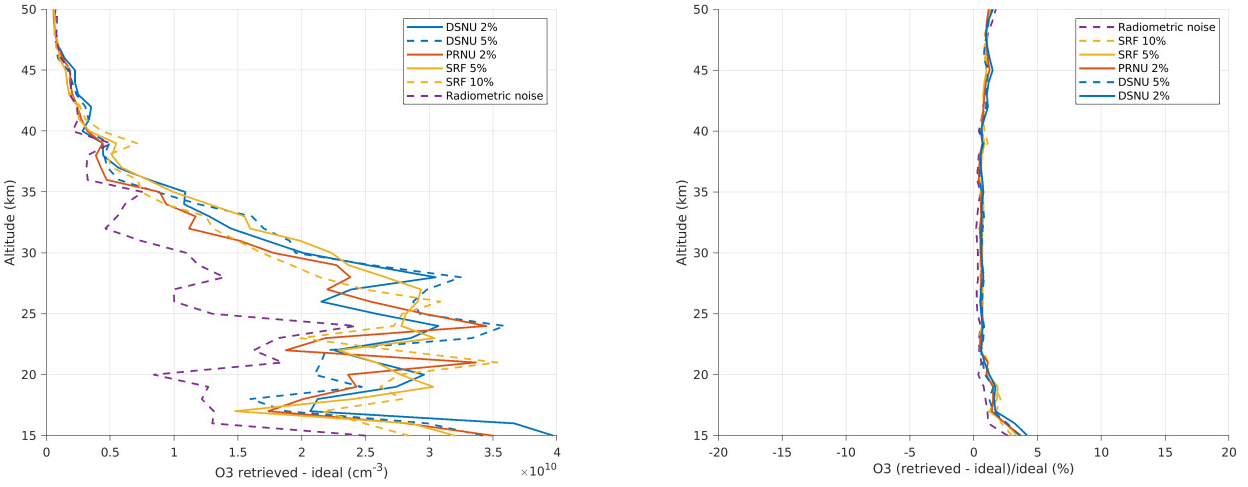 50
45
40
35
30
25
20
15
Altitude (km)
DSNU 2%
DSNU 5%
PRNU 2%
SRF 5%
SRF 10%
Radiometric noise
0 0.5 1 1.5 2 2.5 3 3.5 4
×10^10
O3 retrieved - ideal (cm^-3)
50
45
40
35
30
25
20
15
Altitude (km)
Radiometric noise
SRF 10%
SRF 5%
PRNU 2%
DSNU 5%
DSNU 2%
-20 -15 -10 -5 0 5 10 15 20
O3 (retrieved - ideal)/ideal (%)